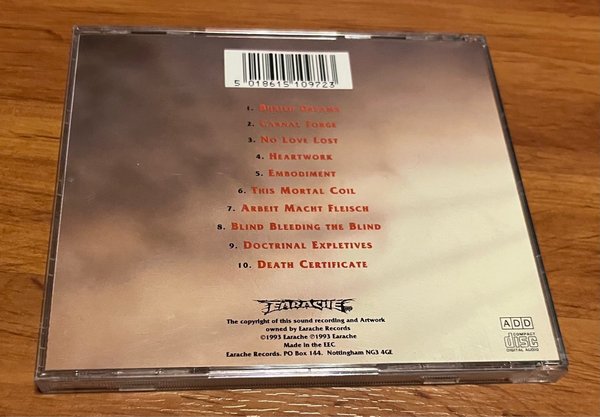 5 018615 109723
1. Buried Dreams
2. Carnal Forge
3. No Love Lost
4. Heartwork
5. Embodiment
6. This Mortal Coil
7. Arbeit Macht Fleisch
8. Blind Bleeding the Blind
9. Doctrinal Expletives
10. Death Certificate
EARACHE
The copyright of this sound recording and Artwork
owned by Earache Records
©1993 Earache ℗1993 Earache
Made in the EEC
Earache Records. PO Box 144. Nottingham NG3 4GE
ADD
COMPACT
disc
DIGITAL AUDIO